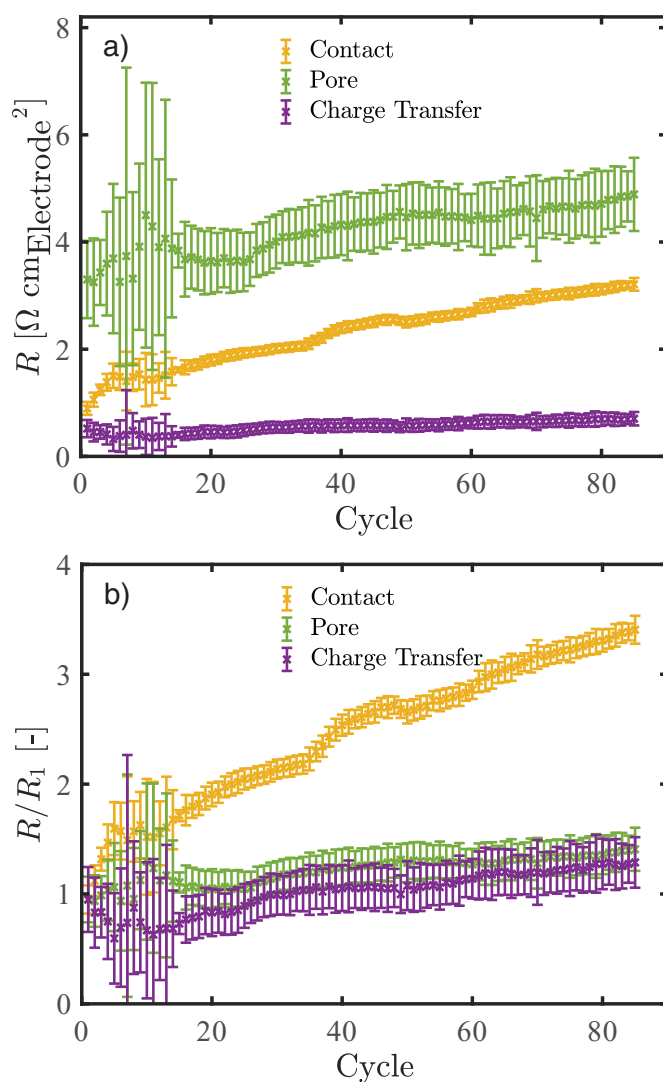 a)
Contact
Pore
Charge Transfer
8
6
4
2
0
R [Ω cmElectrode²]
0 20 40 60 80
Cycle
b)
Contact
Pore
Charge Transfer
4
3
2
1
0
R/R₁ [-]
0 20 40 60 80
Cycle